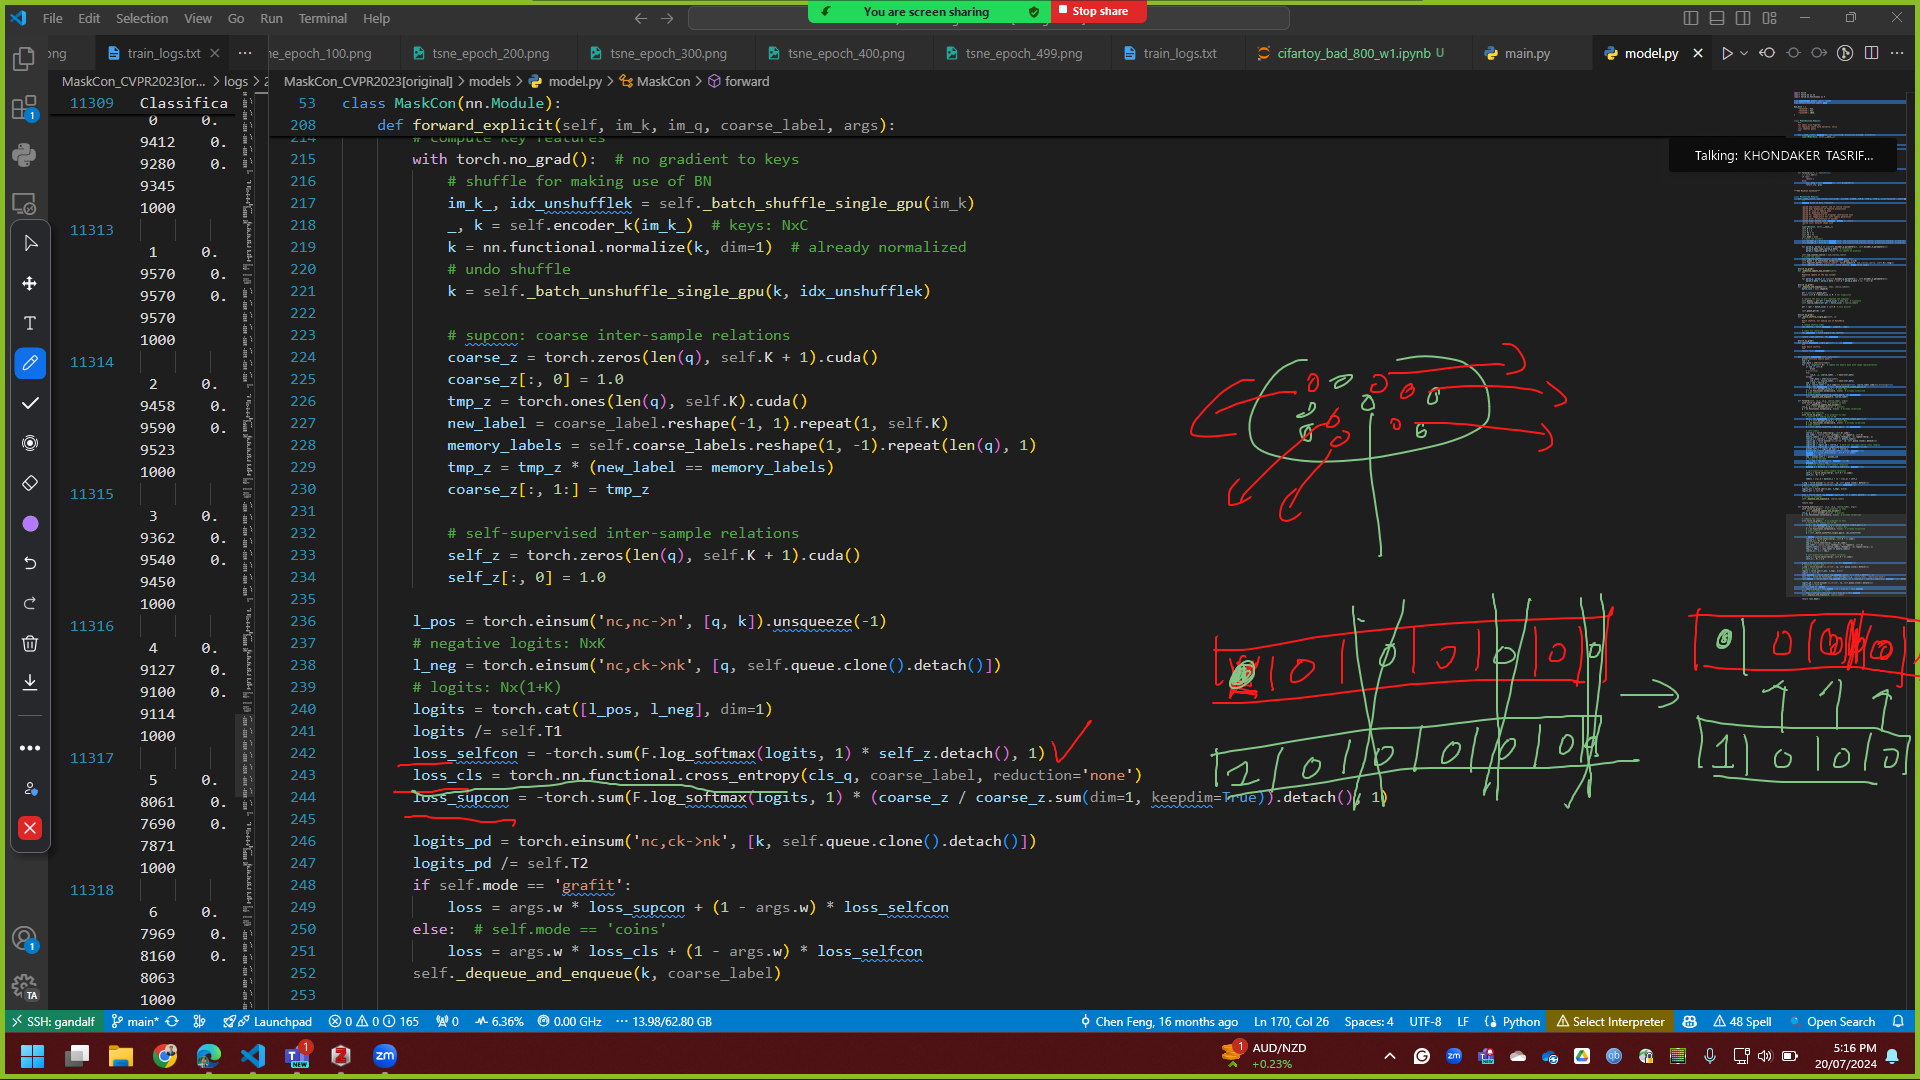 File Edit Selection View Go Run Terminal Help
You are screen sharing
Stop share
ong
train_logs.txt
ne_epoch_100.png
tsne_epoch_200.png
tsne_epoch_300.png
tsne_epoch_400.png
tsne_epoch_499.png
train_logs.txt
cifartoy_bad_800_w1.ipynb U
main.py
model.py
MaskCon_CVPR2023[or... > logs > 2
MaskCon_CVPR2023[original] > models > model.py > MaskCon > forward
Talking: KHONDAKER TASRIF...
11309 Classifica
0 0.
9412 0.
9280 0.
9345
1000
11313
1 0.
9570 0.
9570 0.
9570
1000
11314
2 0.
9458 0.
9590 0.
9523
1000
11315
3 0.
9362 0.
9540 0.
9450
1000
11316
4 0.
9127 0.
9100 0.
9114
1000
11317
5 0.
8061 0.
7690 0.
7871
1000
11318
6 0.
7969 0.
8160 0.
8063
1000
53 class MaskCon(nn.Module):
208 def forward_explicit(self, im_k, im_q, coarse_label, args):
214 # compute key features
215 with torch.no_grad():  # no gradient to keys
216 # shuffle for making use of BN
217 im_k_, idx_unshufflek = self._batch_shuffle_single_gpu(im_k)
218 _, k = self.encoder_k(im_k_)  # keys: NxC
219 k = nn.functional.normalize(k, dim=1)  # already normalized
220 # undo shuffle
221 k = self._batch_unshuffle_single_gpu(k, idx_unshufflek)
222
223 # supcon: coarse inter-sample relations
224 coarse_z = torch.zeros(len(q), self.K + 1).cuda()
225 coarse_z[:, 0] = 1.0
226 tmp_z = torch.ones(len(q), self.K).cuda()
227 new_label = coarse_label.reshape(-1, 1).repeat(1, self.K)
228 memory_labels = self.coarse_labels.reshape(1, -1).repeat(len(q), 1)
229 tmp_z = tmp_z * (new_label == memory_labels)
230 coarse_z[:, 1:] = tmp_z
231
232 # self-supervised inter-sample relations
233 self_z = torch.zeros(len(q), self.K + 1).cuda()
234 self_z[:, 0] = 1.0
235
236 l_pos = torch.einsum('nc,nc->n', [q, k]).unsqueeze(-1)
237 # negative logits: NxK
238 l_neg = torch.einsum('nc,ck->nk', [q, self.queue.clone().detach()])
239 # logits: Nx(1+K)
240 logits = torch.cat([l_pos, l_neg], dim=1)
241 logits /= self.T1
242 loss_selfcon = -torch.sum(F.log_softmax(logits, 1) * self_z.detach(), 1)
243 loss_cls = torch.nn.functional.cross_entropy(cls_q, coarse_label, reduction='none')
244 loss_supcon = -torch.sum(F.log_softmax(logits, 1) * (coarse_z / coarse_z.sum(dim=1, keepdim=True)).detach(), 1)
245
246 logits_pd = torch.einsum('nc,ck->nk', [k, self.queue.clone().detach()])
247 logits_pd /= self.T2
248 if self.mode == 'grafit':
249 loss = args.w * loss_supcon + (1 - args.w) * loss_selfcon
250 else:  # self.mode == 'coins'
251 loss = args.w * loss_cls + (1 - args.w) * loss_selfcon
252 self._dequeue_and_enqueue(k, coarse_label)
253
0 0 0 0 0 0
1 0 0 0 0 0
0 0 0
1 0 0 0
SSH: gandalf main* Launchpad 0 0 165 0 6.36% 0.00 GHz 13.98/62.80 GB Chen Feng, 16 months ago Ln 170, Col 26 Spaces: 4 UTF-8 LF Python Select Interpreter 48 Spell Open Search
AUD/NZD
+0.23%
5:16 PM
20/07/2024